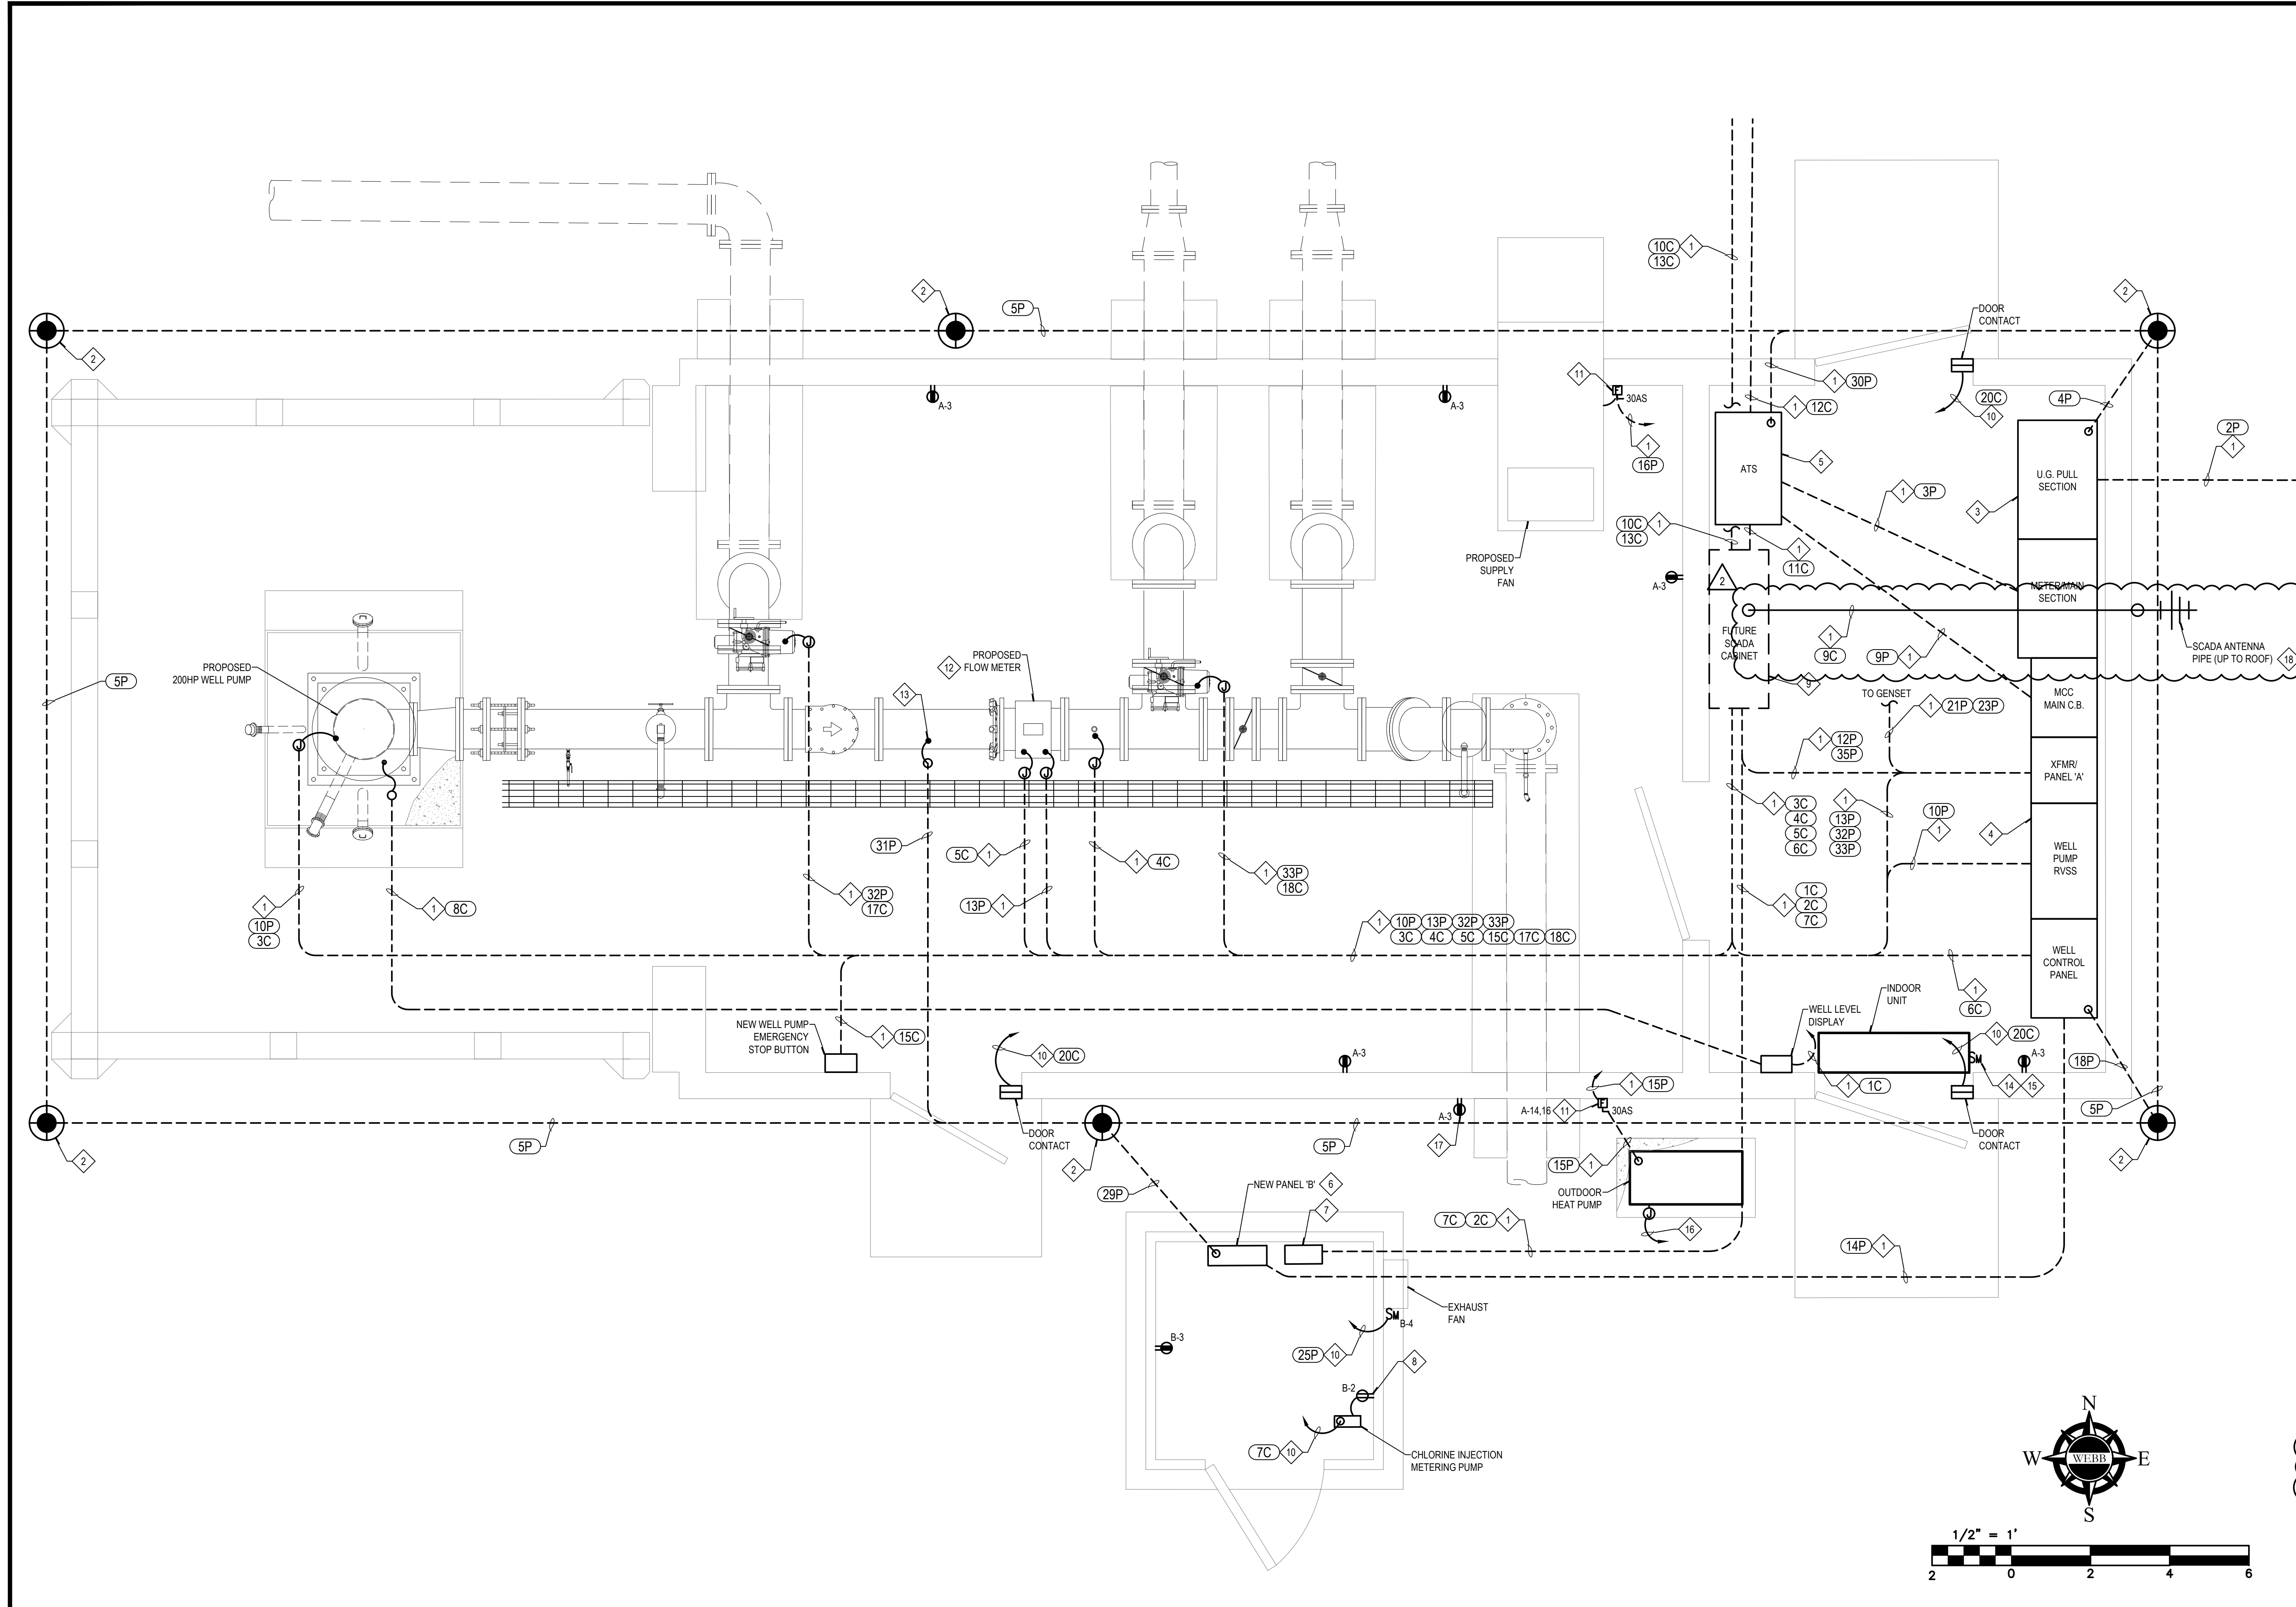 10C 1
13C
2
5P
2
DOOR
CONTACT
2
11
30AS
1
16P
A-3
A-3
1 30P
1 12C
20C
10
4P
2P
1
ATS
5
U.G. PULL
SECTION
1 3P
3
10C 1
13C
1
11C
PROPOSED
SUPPLY
FAN
A-3
2
METER/MAIN
SECTION
FUTURE
SCADA
CABINET
1
9C
9P 1
SCADA ANTENNA
PIPE (UP TO ROOF) 18
9
TO GENSET
MCC
MAIN C.B.
1 21P 23P
PROPOSED
200HP WELL PUMP
5P
12
PROPOSED
FLOW METER
13
1 12P
35P
XFMR/
PANEL 'A'
1 3C
4C
5C
6C
1
13P
32P
33P
10P
1
4
WELL
PUMP
RVSS
31P
5C 1
1 4C
1 33P
18C
1 32P
17C
13P 1
1
10P
3C
1 8C
1 1C
2C
7C
1 10P 13P 32P 33P
3C 4C 5C 15C 17C 18C
WELL
CONTROL
PANEL
1
6C
INDOOR
UNIT
WELL LEVEL
DISPLAY
NEW WELL PUMP
EMERGENCY
STOP BUTTON
1 15C
10 20C
A-3
10 20C
SM
A-3
18P
1 15P
1 1C
14 15
A-3
17
A-14,16 11
30AS
5P
2
5P
DOOR
CONTACT
2
5P
DOOR
CONTACT
2
15P 1
29P
NEW PANEL 'B' 6
7
OUTDOOR
HEAT PUMP
16
7C 2C 1
14P 1
EXHAUST
FAN
SM
B-4
B-3
25P 10
8
B-2
7C 10
CHLORINE INJECTION
METERING PUMP
N
W WEBB E
S
1/2" = 1'
2 0 2 4 6